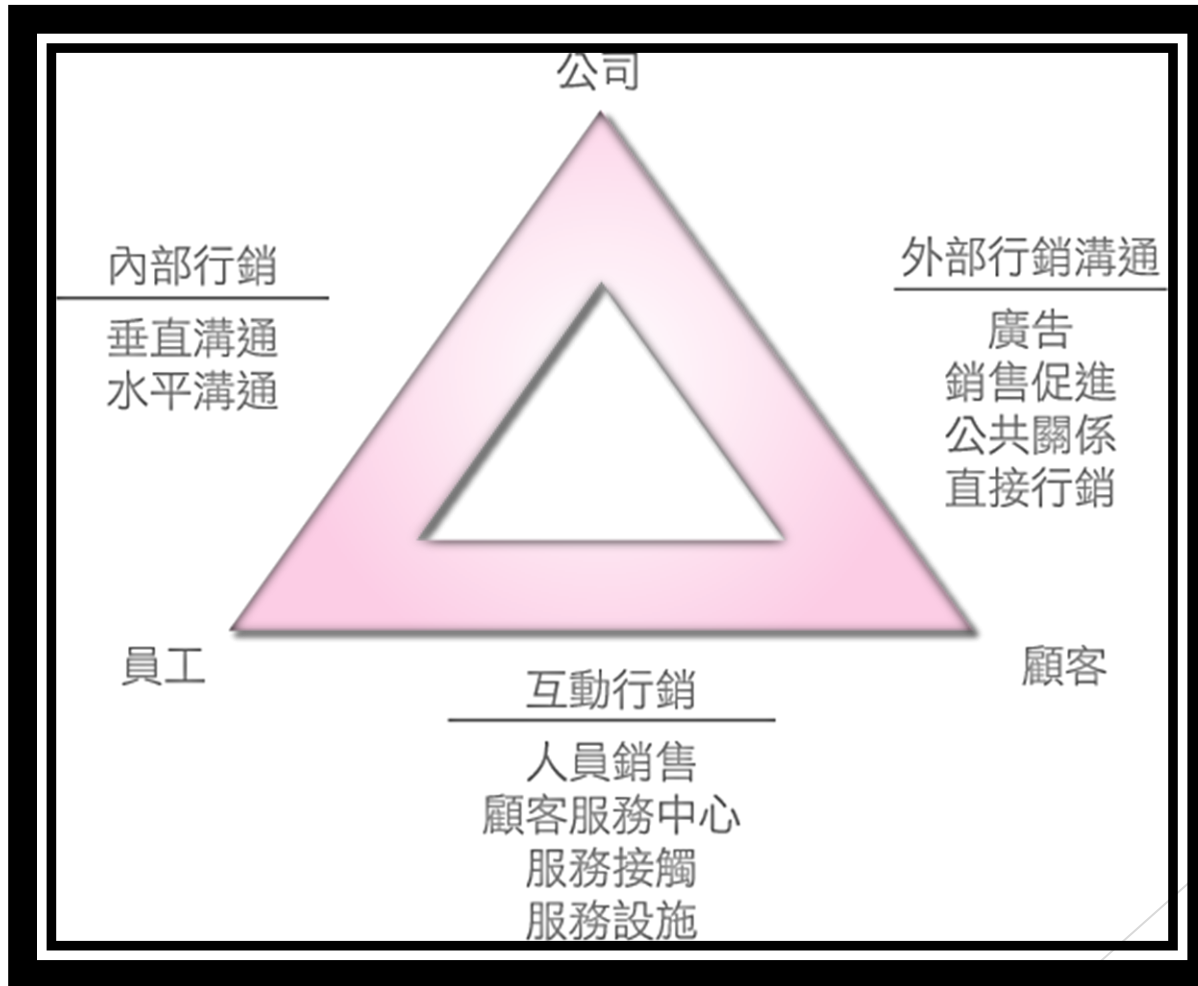 公司
內部行銷
垂直溝通
水平溝通
外部行銷溝通
廣告
銷售促進
公共關係
直接行銷
員工
顧客
互動行銷
人員銷售
顧客服務中心
服務接觸
服務設施